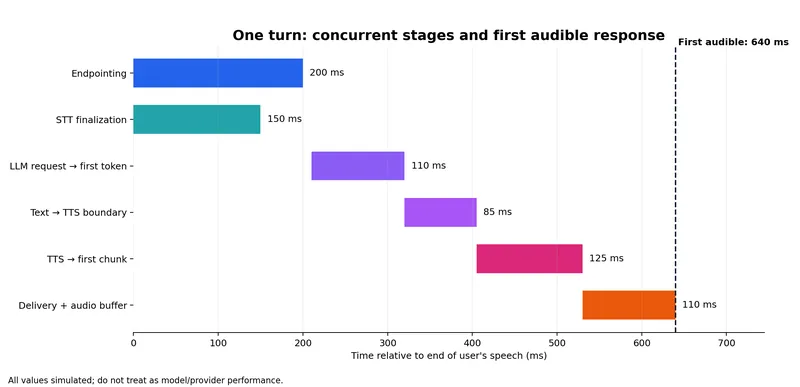 One turn: concurrent stages and first audible response
First audible: 640 ms
Endpointing
200 ms
STT finalization
150 ms
LLM request → first token
110 ms
Text → TTS boundary
85 ms
TTS → first chunk
125 ms
Delivery + audio buffer
110 ms
0 100 200 300 400 500 600 700
Time relative to end of user's speech (ms)
All values simulated; do not treat as model/provider performance.